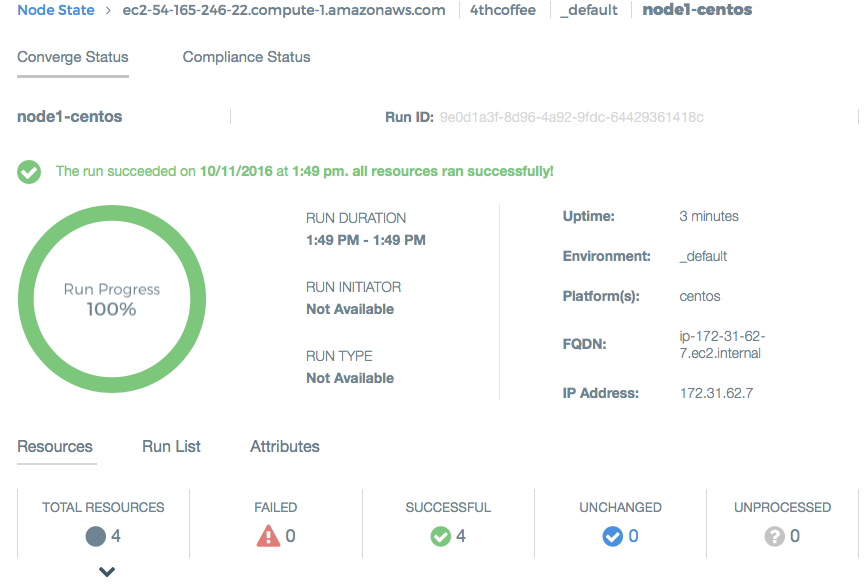 Node State > ec2-54-165-246-22.compute-1.amazonaws.com 4thcoffee _default node1-centos
Converge Status Compliance Status
node1-centos Run ID: 9e0d1a3f-8d96-4a92-9fdc-64429361418c
The run succeeded on 10/11/2016 at 1:49 pm. all resources ran successfully!
Run Progress
100%
RUN DURATION
1:49 PM - 1:49 PM
RUN INITIATOR
Not Available
RUN TYPE
Not Available
Uptime: 3 minutes
Environment: _default
Platform(s): centos
FQDN: ip-172-31-62-
7.ec2.internal
IP Address: 172.31.62.7
Resources Run List Attributes
TOTAL RESOURCES FAILED SUCCESSFUL UNCHANGED UNPROCESSED
4 0 4 0 0